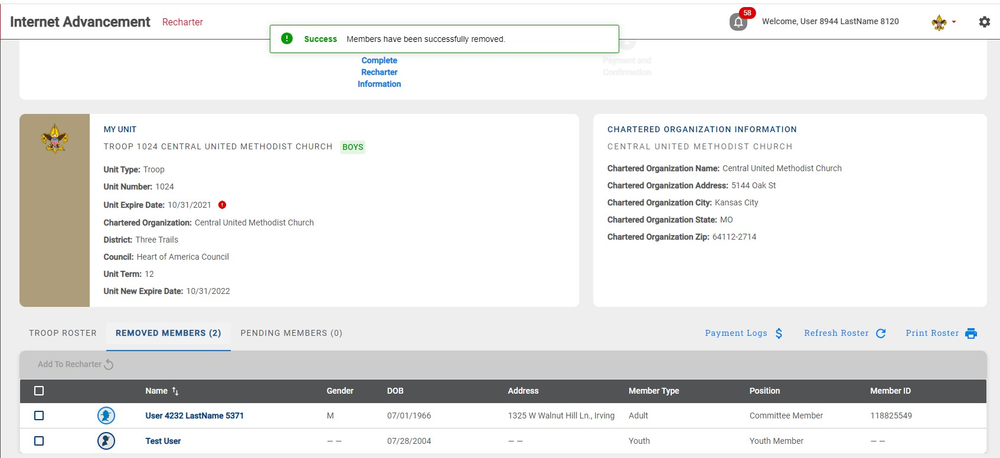 Internet Advancement Recharter
58
Welcome, User 8944 LastName 8120
Success Members have been successfully removed.
2
Complete
Recharter
Information
Payment and
Confirmation
MY UNIT
TROOP 1024 CENTRAL UNITED METHODIST CHURCH BOYS
Unit Type: Troop
Unit Number: 1024
Unit Expire Date: 10/31/2021
Chartered Organization: Central United Methodist Church
District: Three Trails
Council: Heart of America Council
Unit Term: 12
Unit New Expire Date: 10/31/2022
CHARTERED ORGANIZATION INFORMATION
CENTRAL UNITED METHODIST CHURCH
Chartered Organization Name: Central United Methodist Church
Chartered Organization Address: 5144 Oak St
Chartered Organization City: Kansas City
Chartered Organization State: MO
Chartered Organization Zip: 64112-2714
TROOP ROSTER REMOVED MEMBERS (2) PENDING MEMBERS (0) Payment Logs $ Refresh Roster Print Roster
Add To Recharter
Name Gender DOB Address Member Type Position Member ID
User 4232 LastName 5371 M 07/01/1966 1325 W Walnut Hill Ln., Irving Adult Committee Member 118825549
Test User – – 07/28/2004 – – Youth Youth Member – –